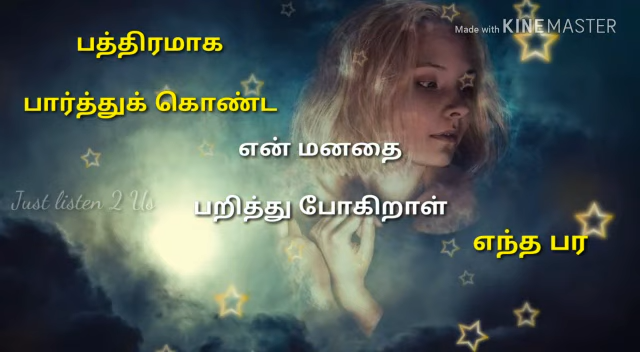 Made with KINEMASTER
பத்திரமாக
பார்த்துக் கொண்ட
என் மனதை
Just listen 2 Us
பறித்து போகிறாள்
எந்த பர